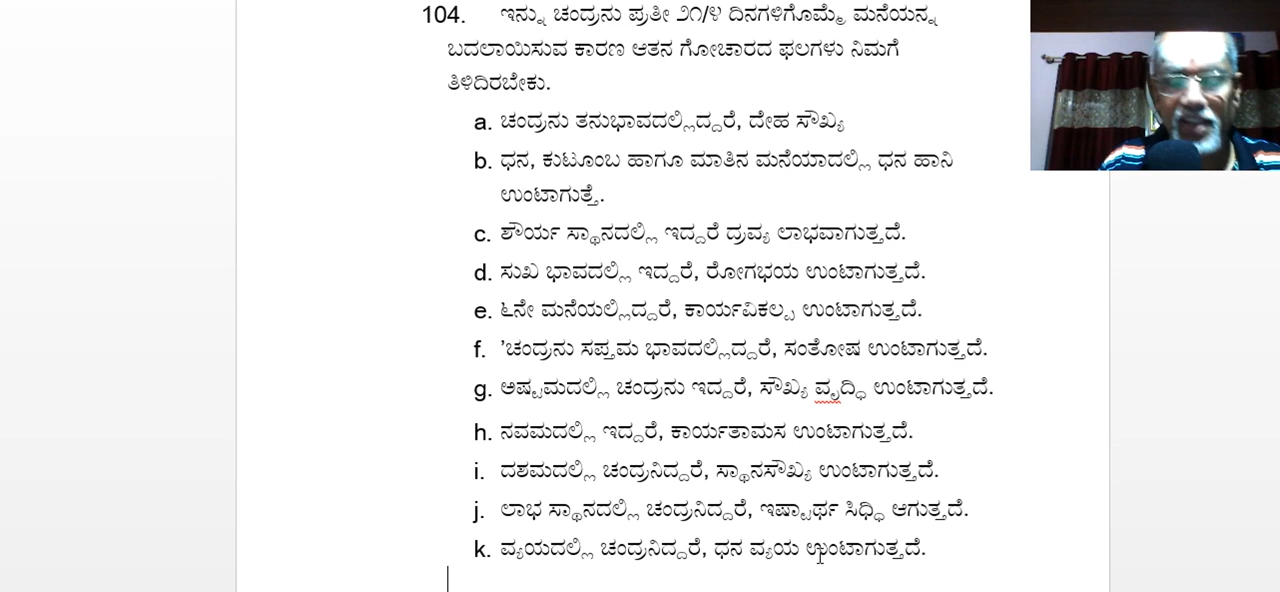 104. ಇನ್ನು ಚಂದ್ರನು ಪ್ರತೀ ೨೧/೪ ದಿನಗಳಿಗೊಮ್ಮೆ ಮನೆಯನ್ನ
ಬದಲಾಯಿಸುವ ಕಾರಣ ಆತನ ಗೋಚಾರದ ಫಲಗಳು ನಿಮಗೆ
ತಿಳಿದಿರಬೇಕು.
a. ಚಂದ್ರನು ತನುಭಾವದಲ್ಲಿದ್ದರೆ, ದೇಹ ಸೌಖ್ಯ
b. ಧನ, ಕುಟೂಂಬ ಹಾಗೂ ಮಾತಿನ ಮನೆಯಾದಲ್ಲಿ ಧನ ಹಾನಿ
ಉಂಟಾಗುತ್ತೆ.
c. ಶೌರ್ಯ ಸ್ಥಾನದಲ್ಲಿ ಇದ್ದರೆ ದ್ರವ್ಯ ಲಾಭವಾಗುತ್ತದೆ.
d. ಸುಖ ಭಾವದಲ್ಲಿ ಇದ್ದರೆ, ರೋಗಭಯ ಉಂಟಾಗುತ್ತದೆ.
e. ೬ನೇ ಮನೆಯಲ್ಲಿದ್ದರೆ, ಕಾರ್ಯವಿಕಲ್ಪ ಉಂಟಾಗುತ್ತದೆ.
f. 'ಚಂದ್ರನು ಸಪ್ತಮ ಭಾವದಲ್ಲಿದ್ದರೆ, ಸಂತೋಷ ಉಂಟಾಗುತ್ತದೆ.
g. ಅಷ್ಟಮದಲ್ಲಿ ಚಂದ್ರನು ಇದ್ದರೆ, ಸೌಖ್ಯ ವೃದ್ಧಿ ಉಂಟಾಗುತ್ತದೆ.
h. ನವಮದಲ್ಲಿ ಇದ್ದರೆ, ಕಾರ್ಯತಾಮಸ ಉಂಟಾಗುತ್ತದೆ.
i. ದಶಮದಲ್ಲಿ ಚಂದ್ರನಿದ್ದರೆ, ಸ್ಥಾನಸೌಖ್ಯ ಉಂಟಾಗುತ್ತದೆ.
j. ಲಾಭ ಸ್ಥಾನದಲ್ಲಿ ಚಂದ್ರನಿದ್ದರೆ, ಇಷ್ಟಾರ್ಥ ಸಿಧ್ಧಿ ಆಗುತ್ತದೆ.
k. ವ್ಯಯದಲ್ಲಿ ಚಂದ್ರನಿದ್ದರೆ, ಧನ ವ್ಯಯ ಉಂಟಾಗುತ್ತದೆ.